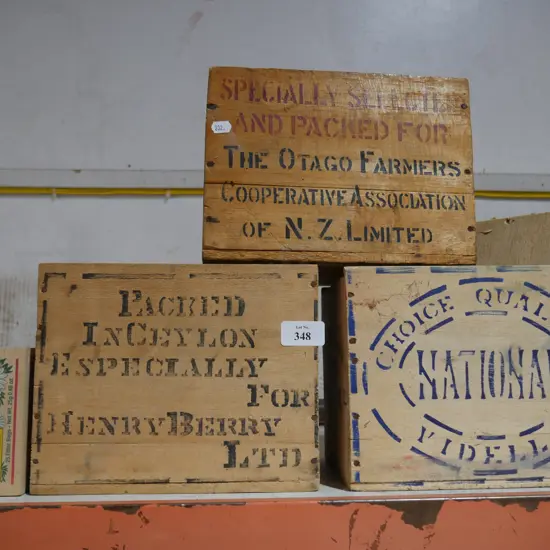 SPECIALLY SELECTED
AND PACKED FOR
THE OTAGO FARMERS
COOPERATIVE ASSOCIATION
OF N.Z. LIMITED
PACKED
IN CEYLON
ESPECIALLY
FOR
HENRY BERRY
LTD
Lot No.
348
CHOICE QUAL
NATIONA
FIDELL